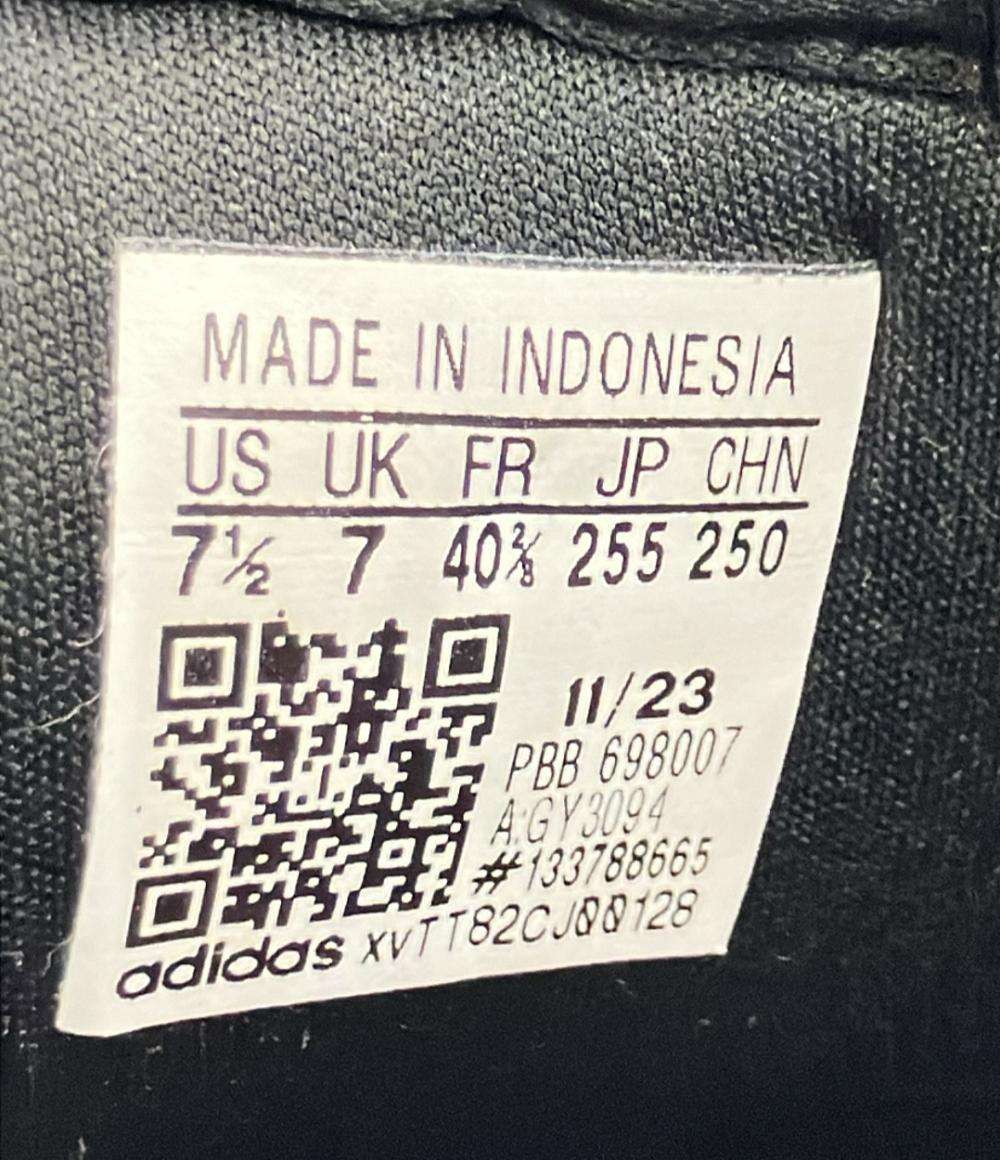 MADE IN INDONESIA
US UK FR JP CHN
7½ 7 40⅔ 255 250
11/23
PBB 698007
A:GY3094
#133788665
adidas xvTT82CJ00128